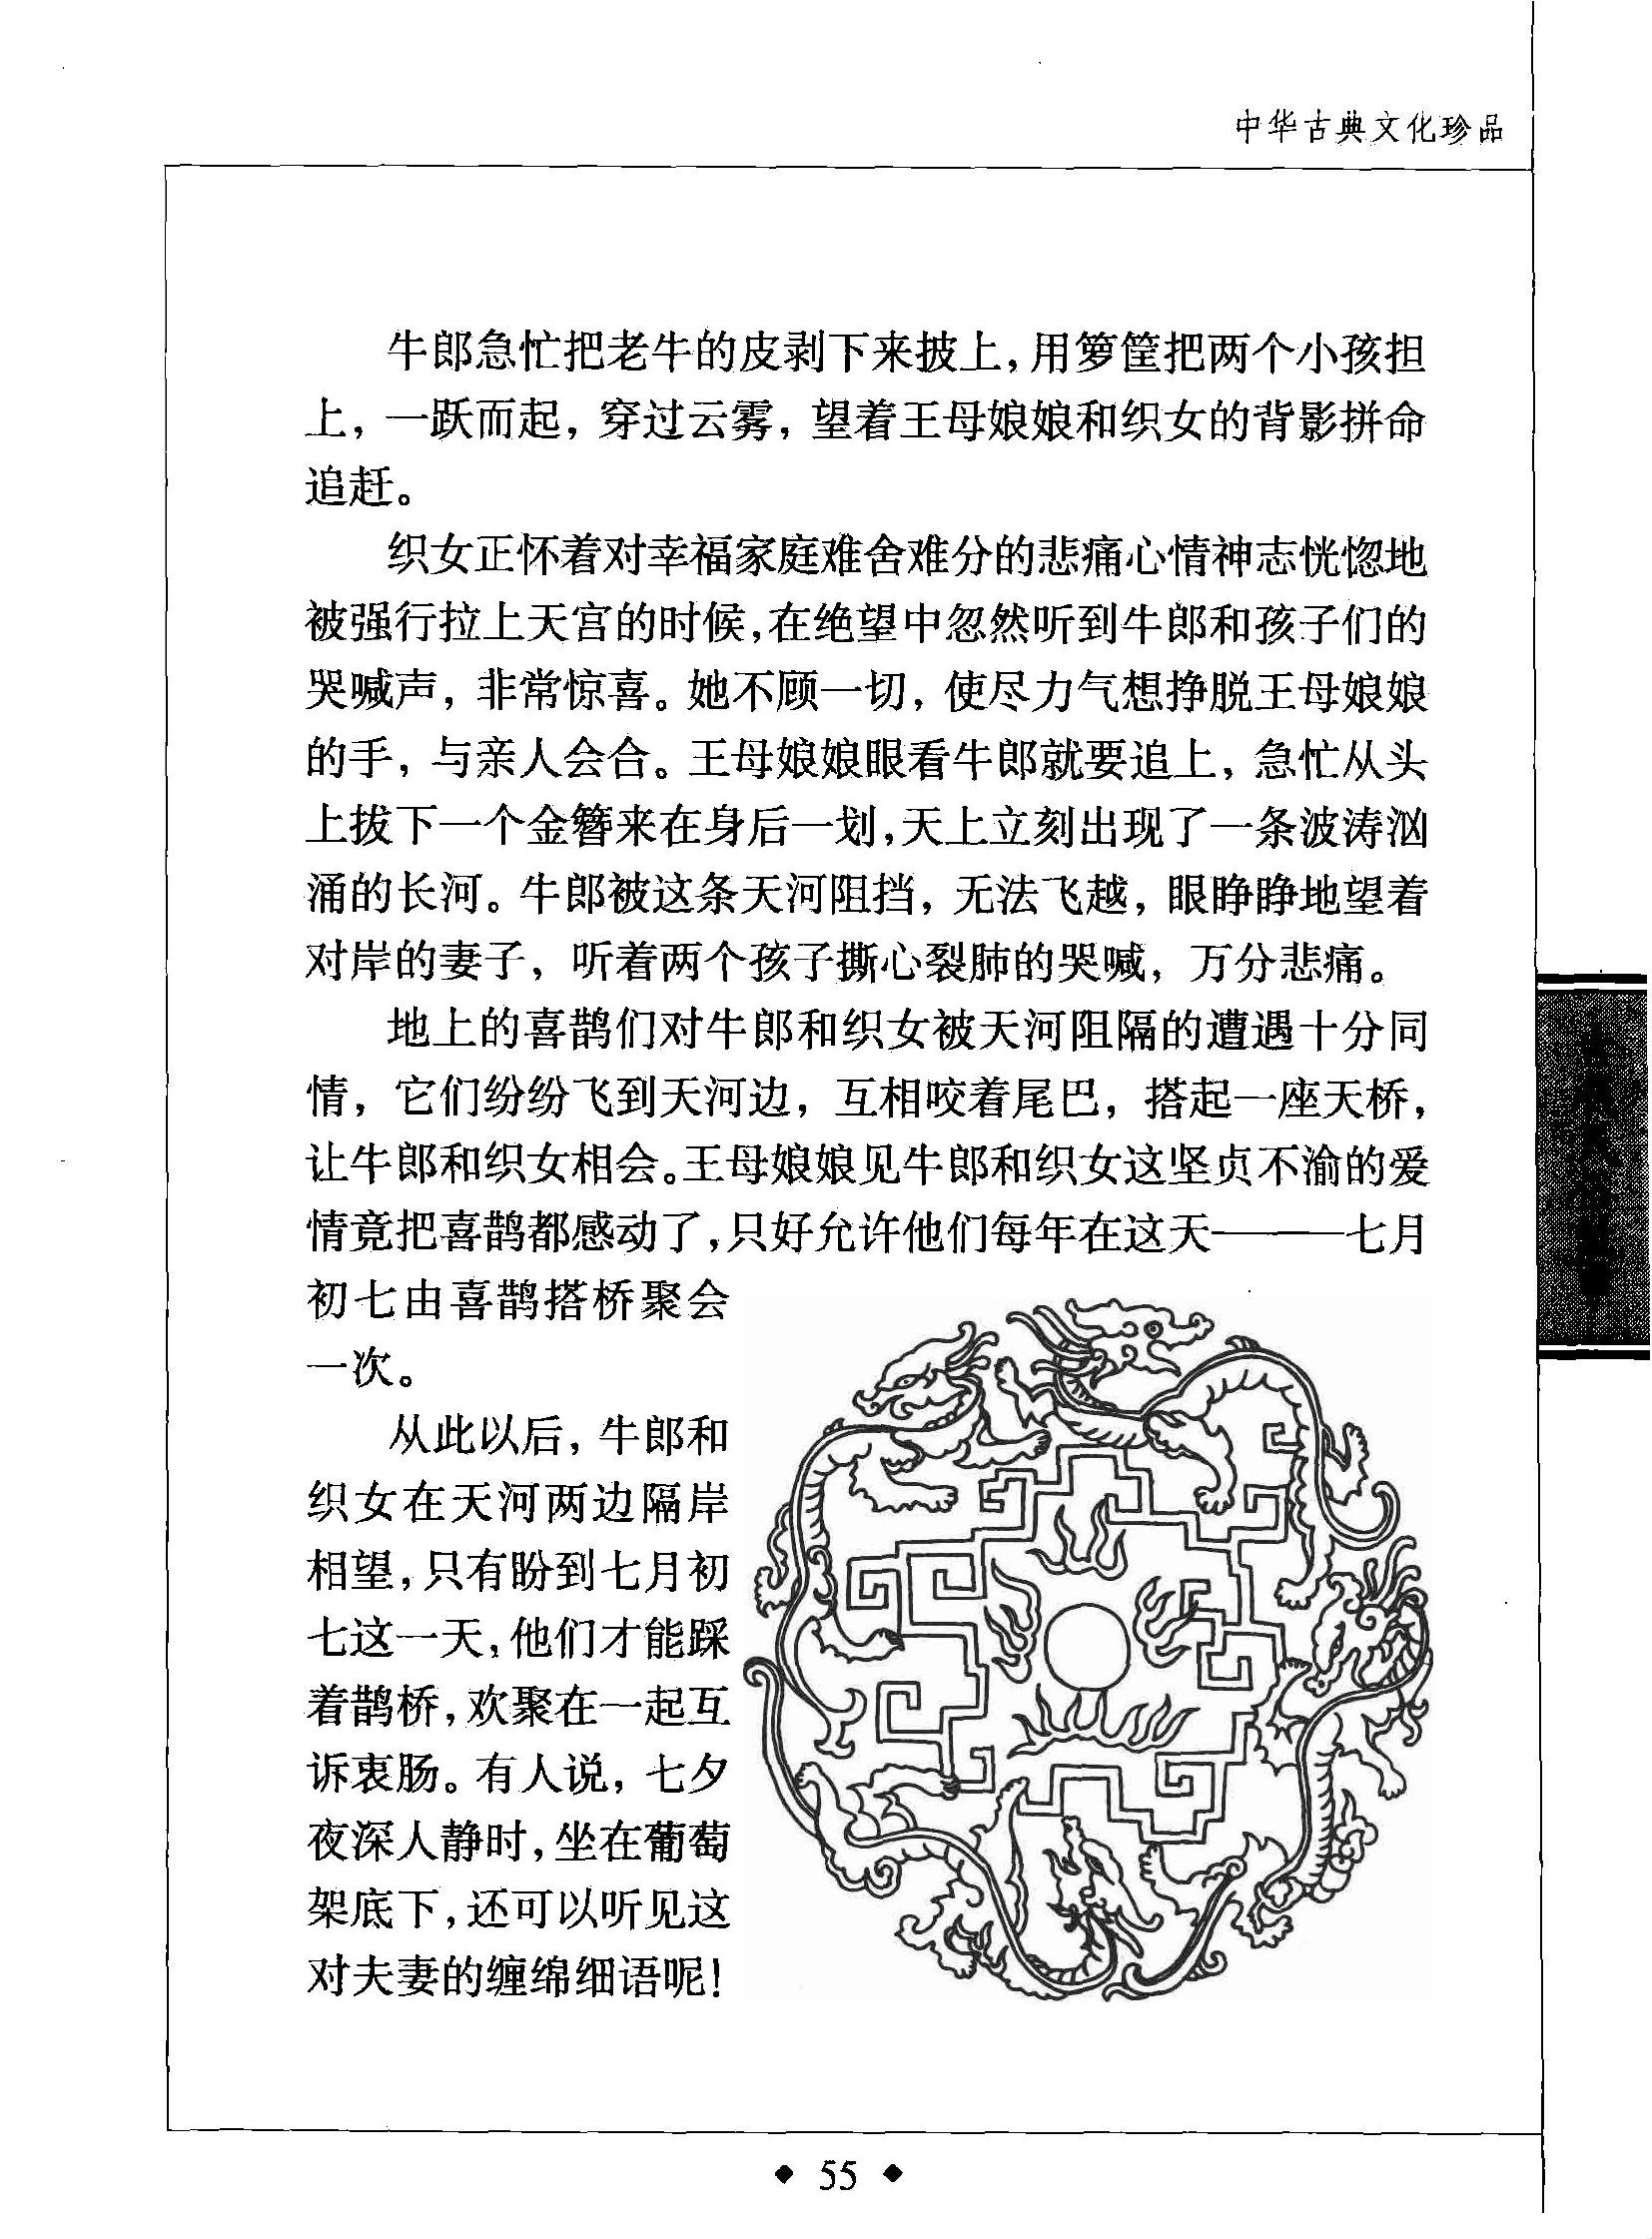 中华古典文化珍品
牛郎急忙把老牛的皮剥下来披上，用箩筐把两个小孩担
上，一跃而起，穿过云雾，望着王母娘娘和织女的背影拼命
追赶。
织女正怀着对幸福家庭难舍难分的悲痛心情神志恍惚地
被强行拉上天宫的时候，在绝望中忽然听到牛郎和孩子们的
哭喊声，非常惊喜。她不顾一切，使尽力气想挣脱王母娘娘
的手，与亲人会合。王母娘娘眼看牛郎就要追上，急忙从头
上拔下一个金簪来在身后一划，天上立刻出现了一条波涛汹
涌的长河。牛郎被这条天河阻挡，无法飞越，眼睁睁地望着
对岸的妻子，听着两个孩子撕心裂肺的哭喊，万分悲痛。
地上的喜鹊们对牛郎和织女被天河阻隔的遭遇十分同
情，它们纷纷飞到天河边，互相咬着尾巴，搭起一座天桥，
让牛郎和织女相会。王母娘娘见牛郎和织女这坚贞不渝的爱
情竟把喜鹊都感动了，只好允许他们每年在这天———七月
初七由喜鹊搭桥聚会
一次。
从此以后，牛郎和
织女在天河两边隔岸
相望，只有盼到七月初
七这一天，他们才能踩
着鹊桥，欢聚在一起互
诉衷肠。有人说，七夕
夜深人静时，坐在葡萄
架底下，还可以听见这
对夫妻的缠绵细语呢！
◆ 55 ◆